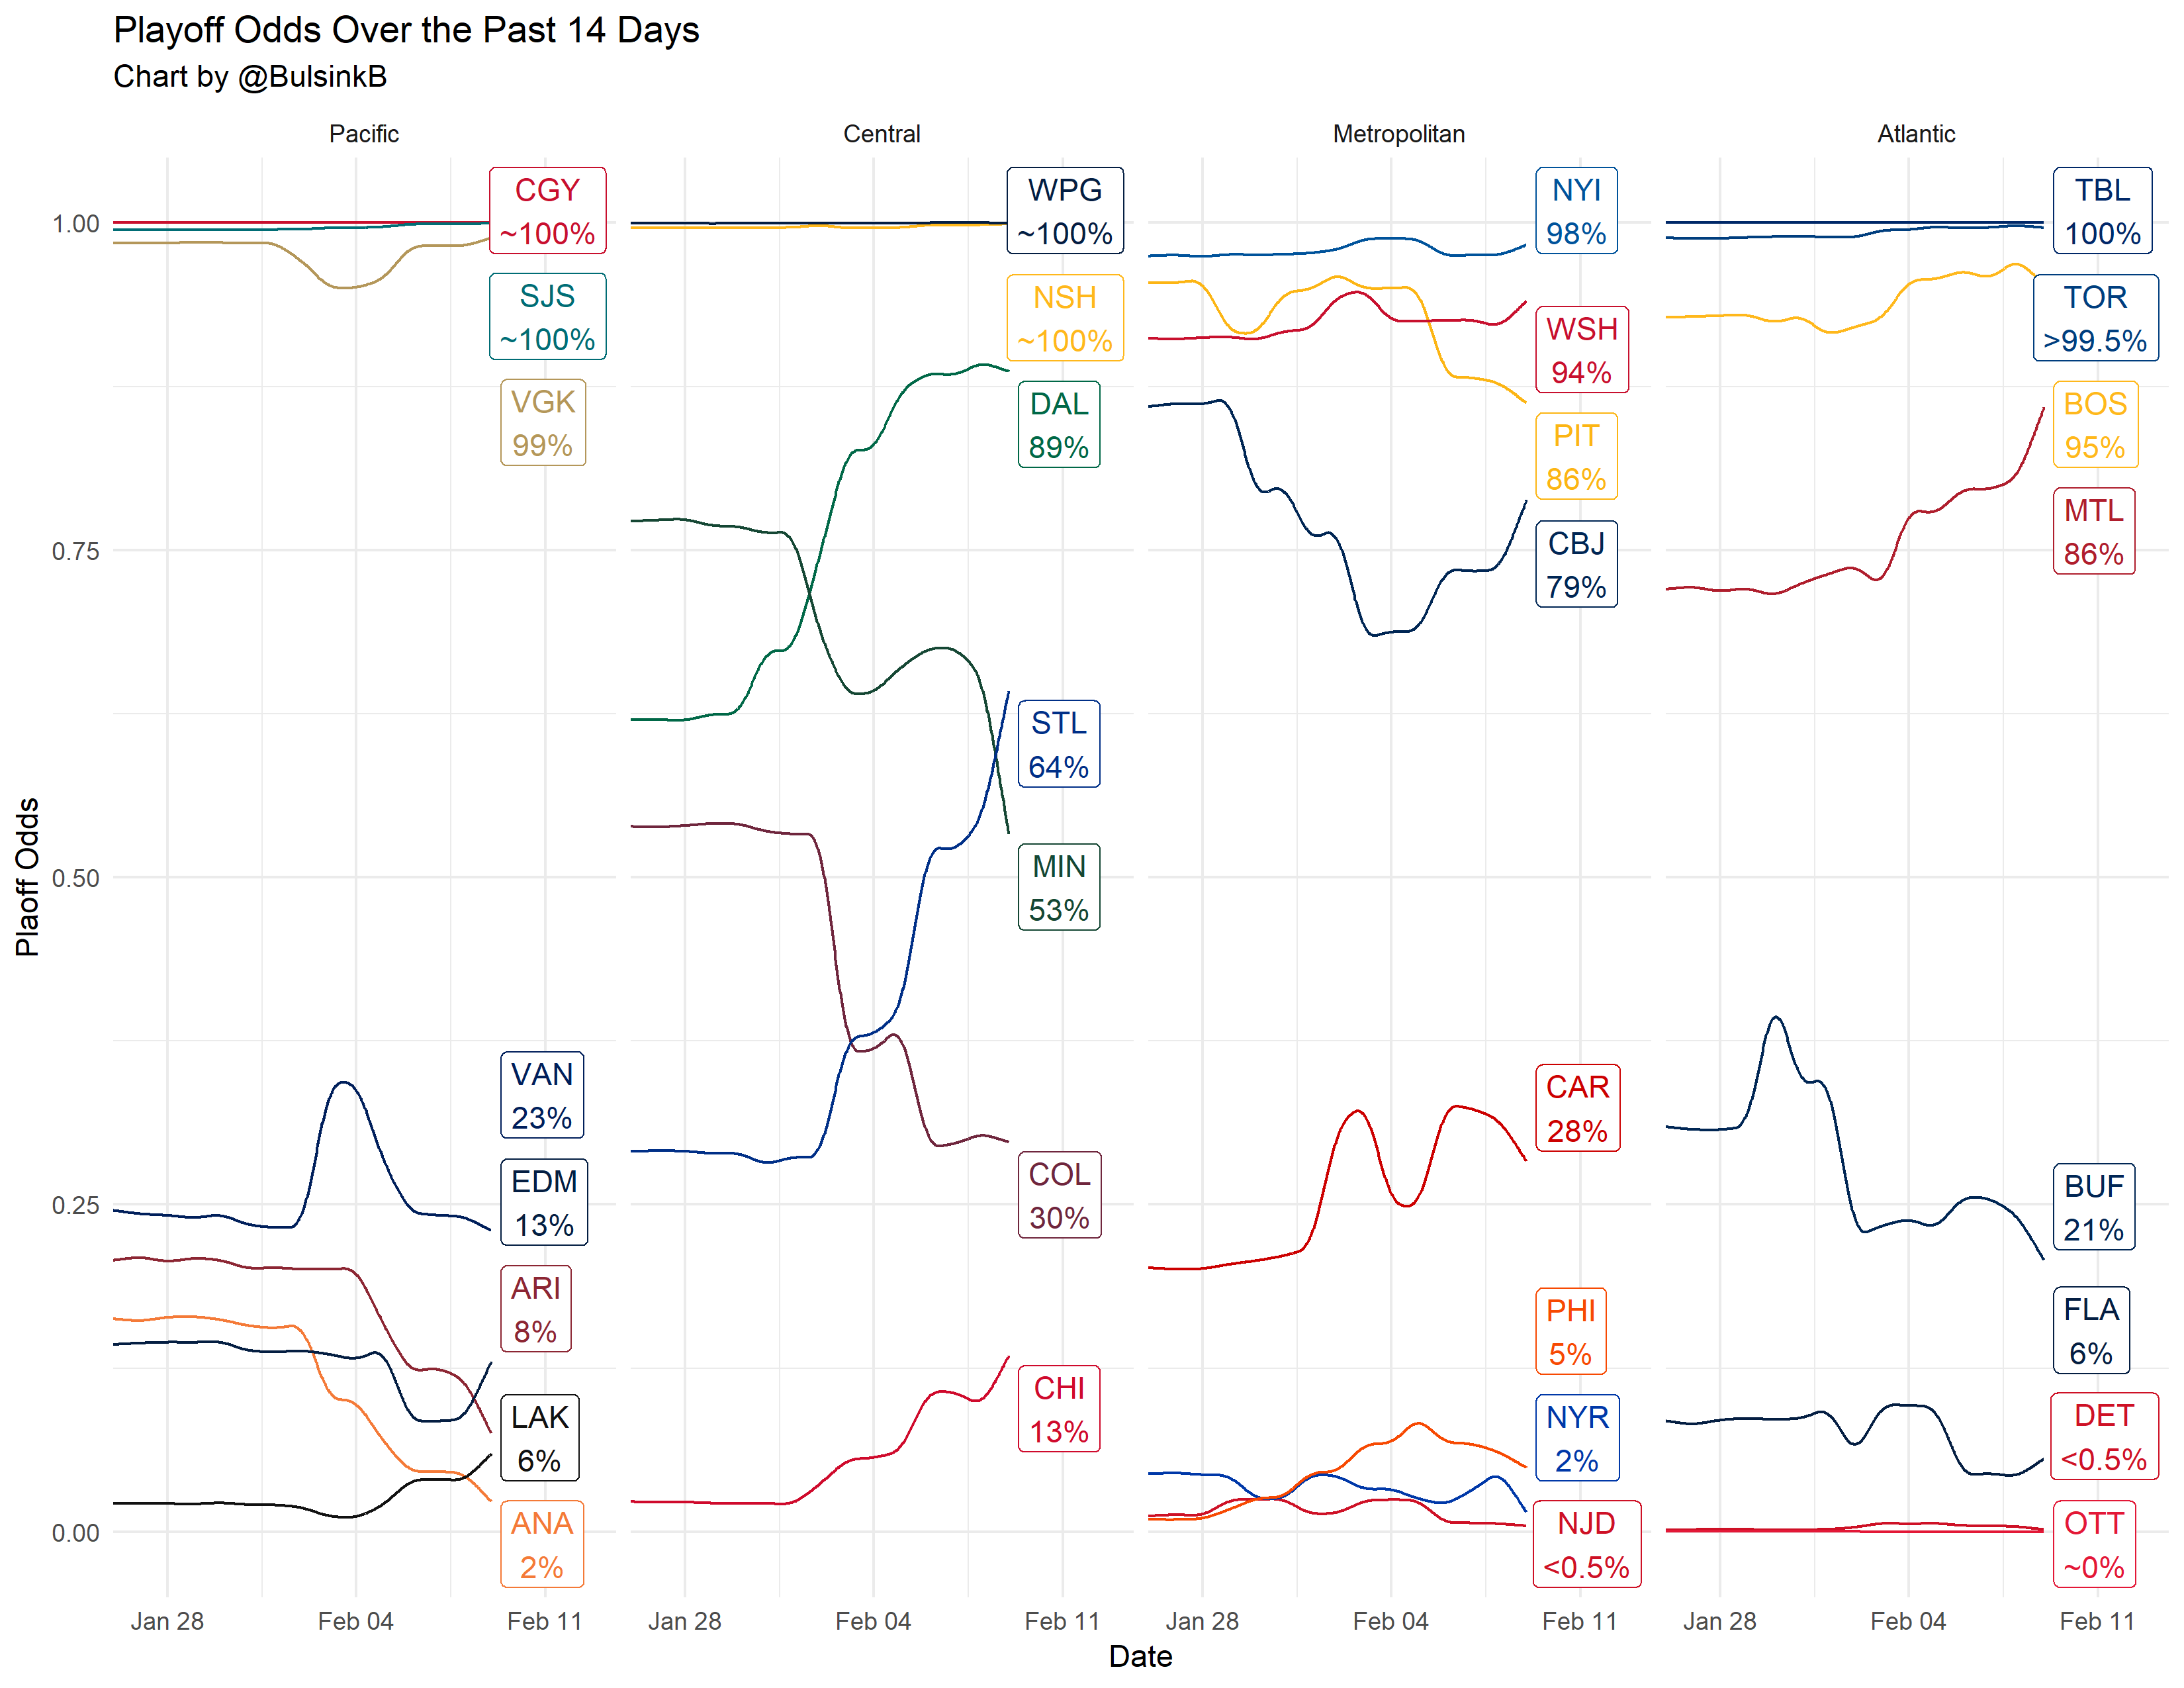 Playoff Odds Over the Past 14 Days
Chart by @BulsinkB
Pacific
Central
Metropolitan
Atlantic
Plaoff Odds
1.00
0.75
0.50
0.25
0.00
CGY
~100%
SJS
~100%
VGK
99%
VAN
23%
EDM
13%
ARI
8%
LAK
6%
ANA
2%
WPG
~100%
NSH
~100%
DAL
89%
STL
64%
MIN
53%
COL
30%
CHI
13%
NYI
98%
WSH
94%
PIT
86%
CBJ
79%
CAR
28%
PHI
5%
NYR
2%
NJD
<0.5%
TBL
100%
TOR
>99.5%
BOS
95%
MTL
86%
BUF
21%
FLA
6%
DET
<0.5%
OTT
~0%
Jan 28 Feb 04 Feb 11
Jan 28 Feb 04 Feb 11
Jan 28 Feb 04 Feb 11
Jan 28 Feb 04 Feb 11
Date